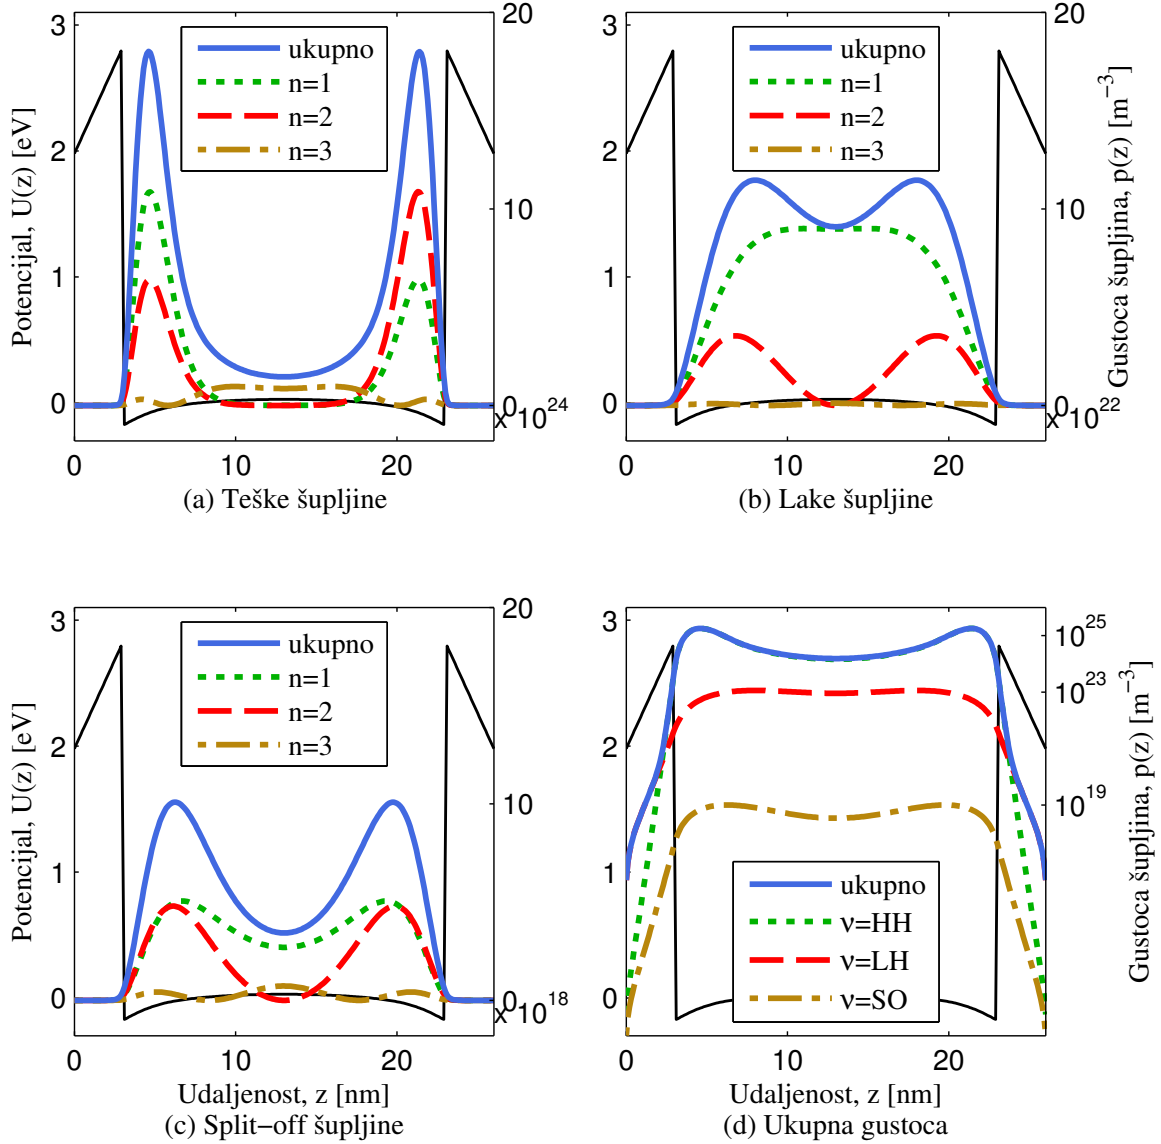 3
20
ukupno
n=1
n=2
n=3
2
10
1
0
0
x 10^24
0
10
20
Potencijal, U(z) [eV]
(a) Teške šupljine
3
20
ukupno
n=1
n=2
n=3
2
10
1
0
0
x 10^22
0
10
20
Gustoca šupljina, p(z) [m^−3]
(b) Lake šupljine
3
20
ukupno
n=1
n=2
n=3
2
10
1
0
0
x 10^18
0
10
20
Potencijal, U(z) [eV]
Udaljenost, z [nm]
(c) Split−off šupljine
3
10^25
10^23
2
10^19
1
ukupno
ν=HH
ν=LH
ν=SO
0
0
10
20
Gustoca šupljina, p(z) [m^−3]
Udaljenost, z [nm]
(d) Ukupna gustoca